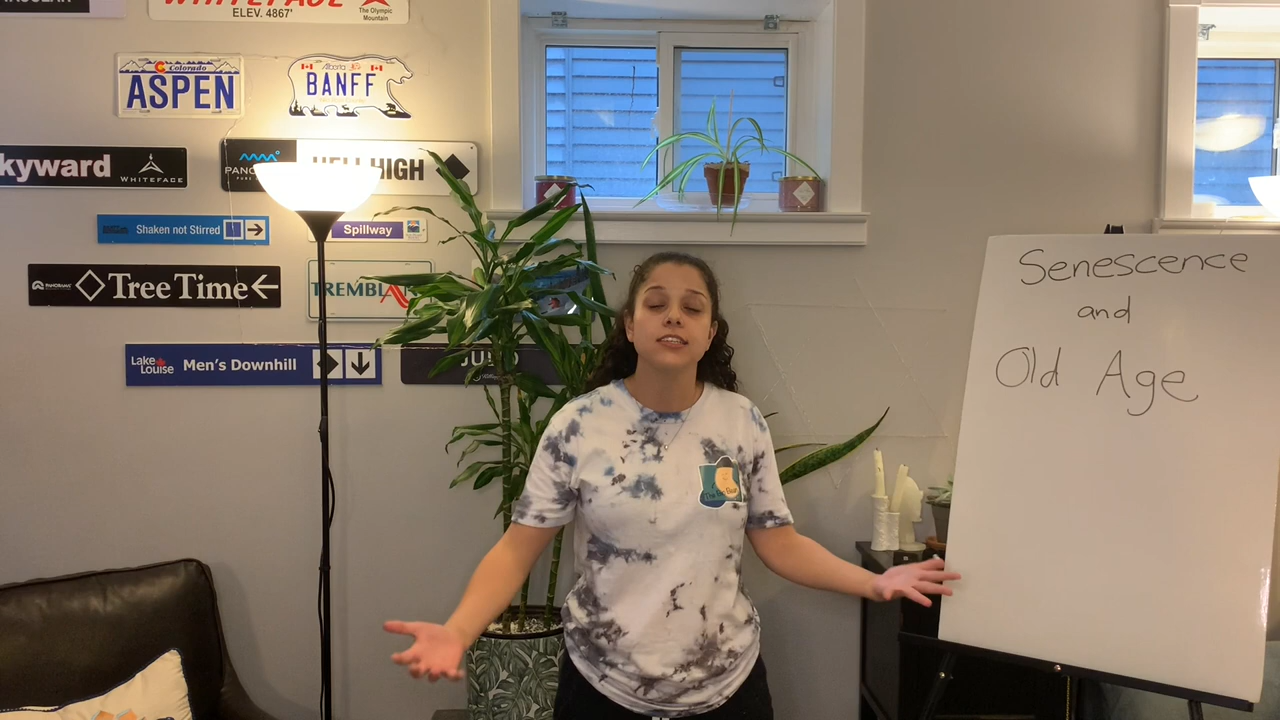 WHITEFACE
ELEV. 4867'
The Olympic
Mountain
Colorado
ASPEN
Alberta
BANFF
kyward
WHITEFACE
HIGH
Shaken not Stirred
Spillway
Tree Time
TREMBLA
Lake
Louise
Men's Downhill
Senescence
and
Old Age